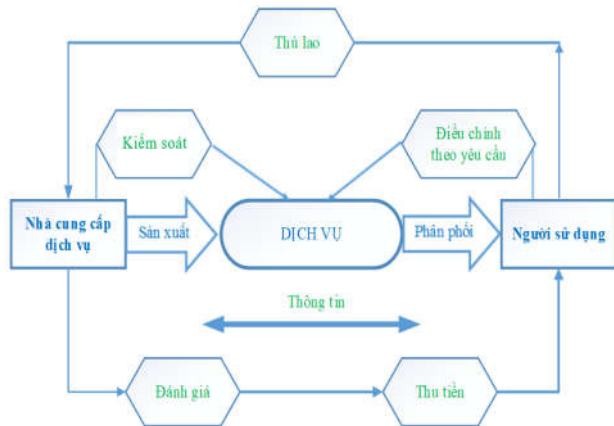 Thù lao
Kiểm soát
Điều chỉnh
theo yêu cầu
Nhà cung cấp
dịch vụ
Sản xuất
DỊCH VỤ
Phân phối
Người sử dụng
Thông tin
Đánh giá
Thu tiền